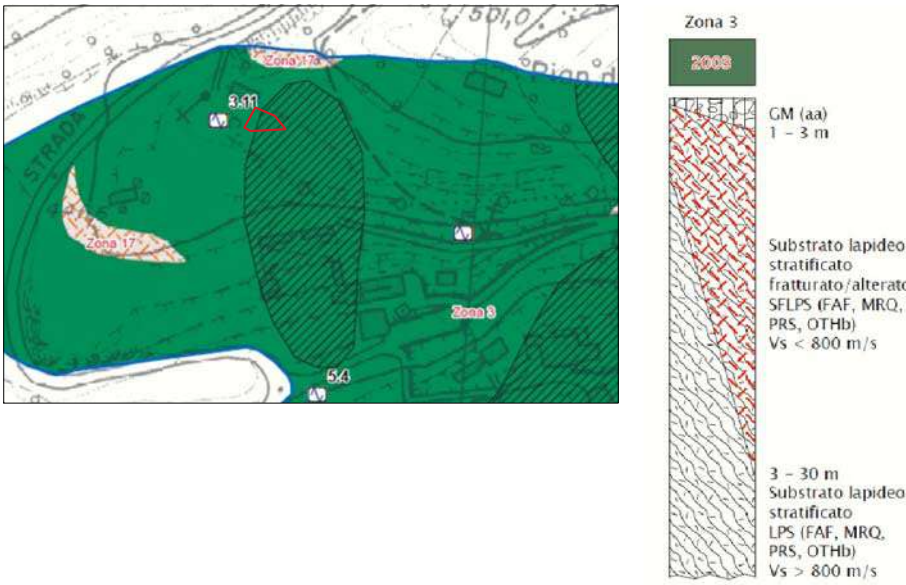 501,0
Pian d
Zona 17a
3.11
STRADA
Zona 17
Zona 3
5.4
Zona 3
2003
GM (aa)
1 - 3 m
Substrato lapideo
stratificato
fratturato/alterato
SFLPS (FAF, MRQ,
PRS, OTHb)
Vs < 800 m/s
3 - 30 m
Substrato lapideo
stratificato
LPS (FAF, MRQ,
PRS, OTHb)
Vs > 800 m/s